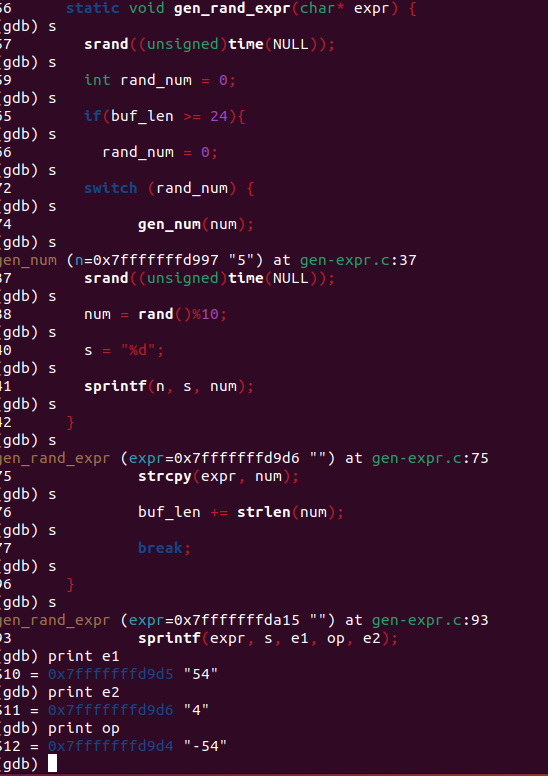 56 static void gen_rand_expr(char* expr) {
(gdb) s
57 srand((unsigned)time(NULL));
(gdb) s
59 int rand_num = 0;
(gdb) s
65 if(buf_len >= 24){
(gdb) s
66 rand_num = 0;
(gdb) s
72 switch (rand_num) {
(gdb) s
74 gen_num(num);
(gdb) s
gen_num (n=0x7fffffffd997 "5") at gen-expr.c:37
37 srand((unsigned)time(NULL));
(gdb) s
38 num = rand()%10;
(gdb) s
40 s = "%d";
(gdb) s
41 sprintf(n, s, num);
(gdb) s
42 }
(gdb) s
gen_rand_expr (expr=0x7fffffffd9d6 "") at gen-expr.c:75
75 strcpy(expr, num);
(gdb) s
76 buf_len += strlen(num);
(gdb) s
77 break;
(gdb) s
96 }
(gdb) s
gen_rand_expr (expr=0x7fffffffda15 "") at gen-expr.c:93
93 sprintf(expr, s, e1, op, e2);
(gdb) print e1
$10 = 0x7fffffffd9d5 "54"
(gdb) print e2
$11 = 0x7fffffffd9d6 "4"
(gdb) print op
$12 = 0x7fffffffd9d4 "-54"
(gdb)